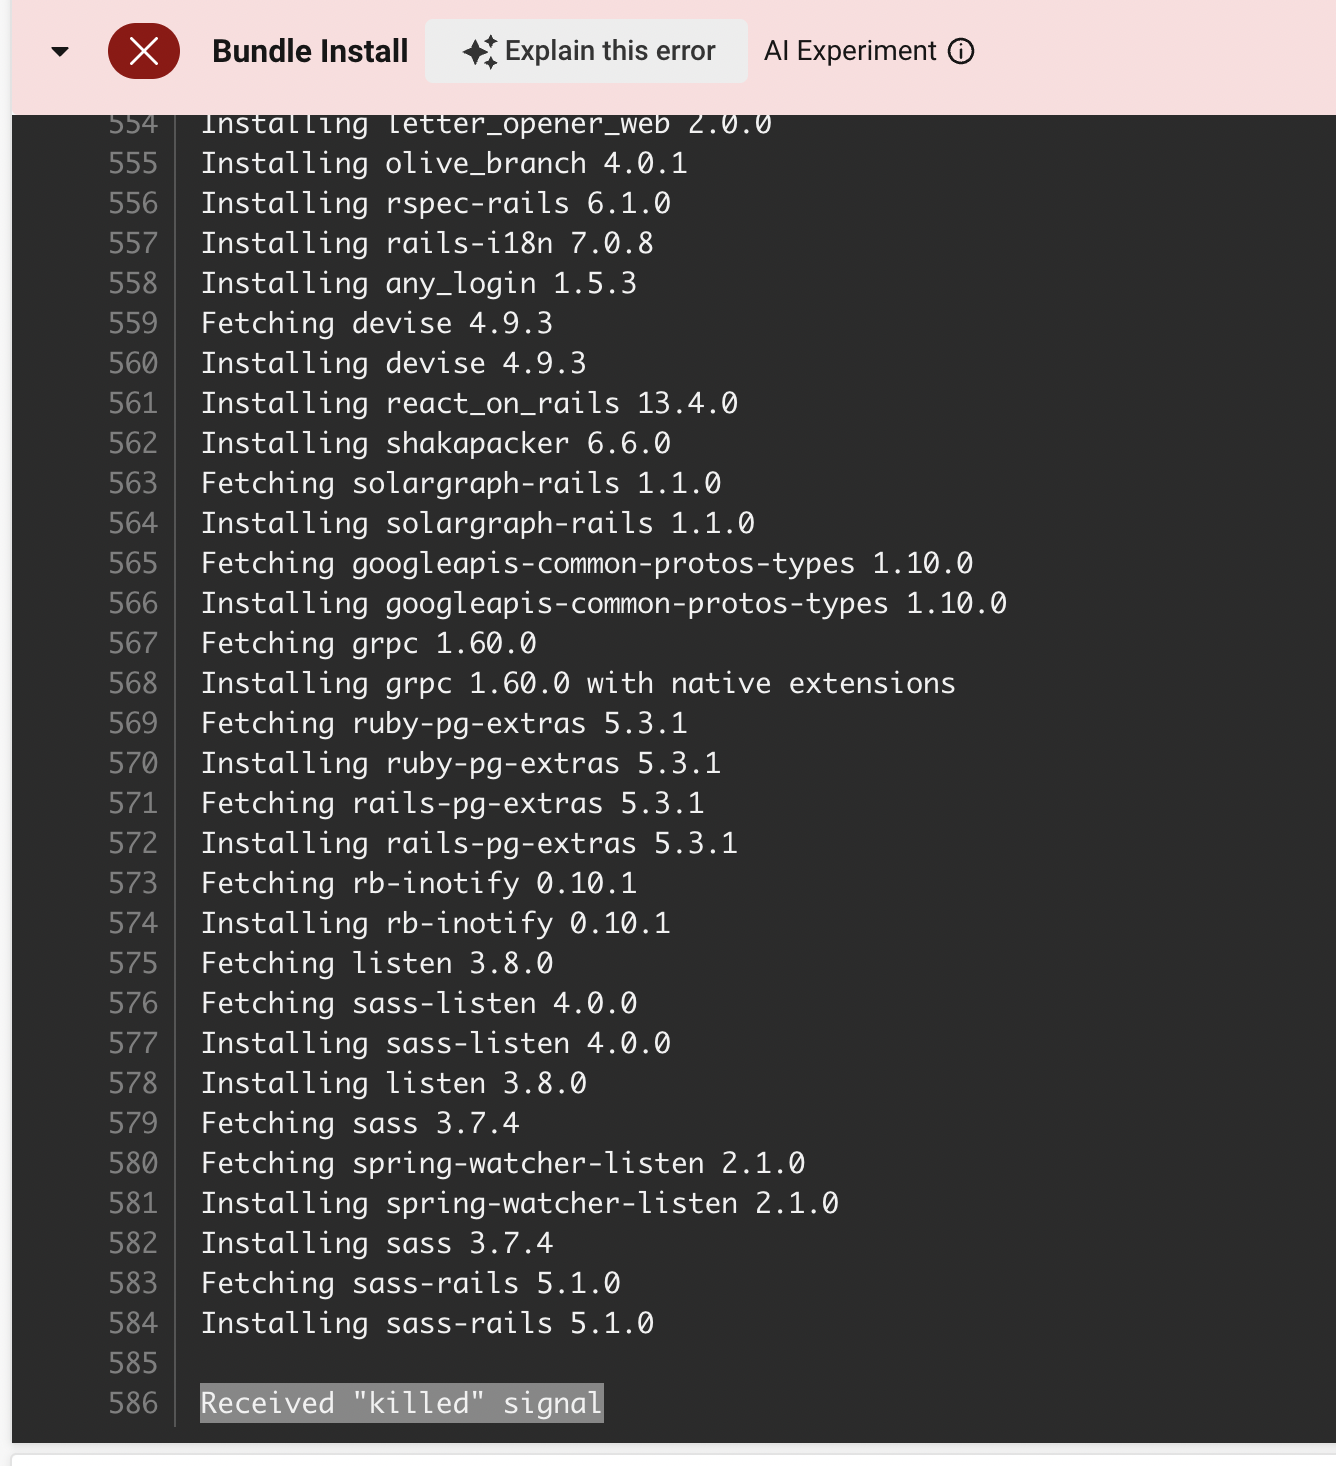 Bundle Install Explain this error AI Experiment
554 Installing letter_opener_web 2.0.0
555 Installing olive_branch 4.0.1
556 Installing rspec-rails 6.1.0
557 Installing rails-i18n 7.0.8
558 Installing any_login 1.5.3
559 Fetching devise 4.9.3
560 Installing devise 4.9.3
561 Installing react_on_rails 13.4.0
562 Installing shakapacker 6.6.0
563 Fetching solargraph-rails 1.1.0
564 Installing solargraph-rails 1.1.0
565 Fetching googleapis-common-protos-types 1.10.0
566 Installing googleapis-common-protos-types 1.10.0
567 Fetching grpc 1.60.0
568 Installing grpc 1.60.0 with native extensions
569 Fetching ruby-pg-extras 5.3.1
570 Installing ruby-pg-extras 5.3.1
571 Fetching rails-pg-extras 5.3.1
572 Installing rails-pg-extras 5.3.1
573 Fetching rb-inotify 0.10.1
574 Installing rb-inotify 0.10.1
575 Fetching listen 3.8.0
576 Fetching sass-listen 4.0.0
577 Installing sass-listen 4.0.0
578 Installing listen 3.8.0
579 Fetching sass 3.7.4
580 Fetching spring-watcher-listen 2.1.0
581 Installing spring-watcher-listen 2.1.0
582 Installing sass 3.7.4
583 Fetching sass-rails 5.1.0
584 Installing sass-rails 5.1.0
585
586 Received "killed" signal